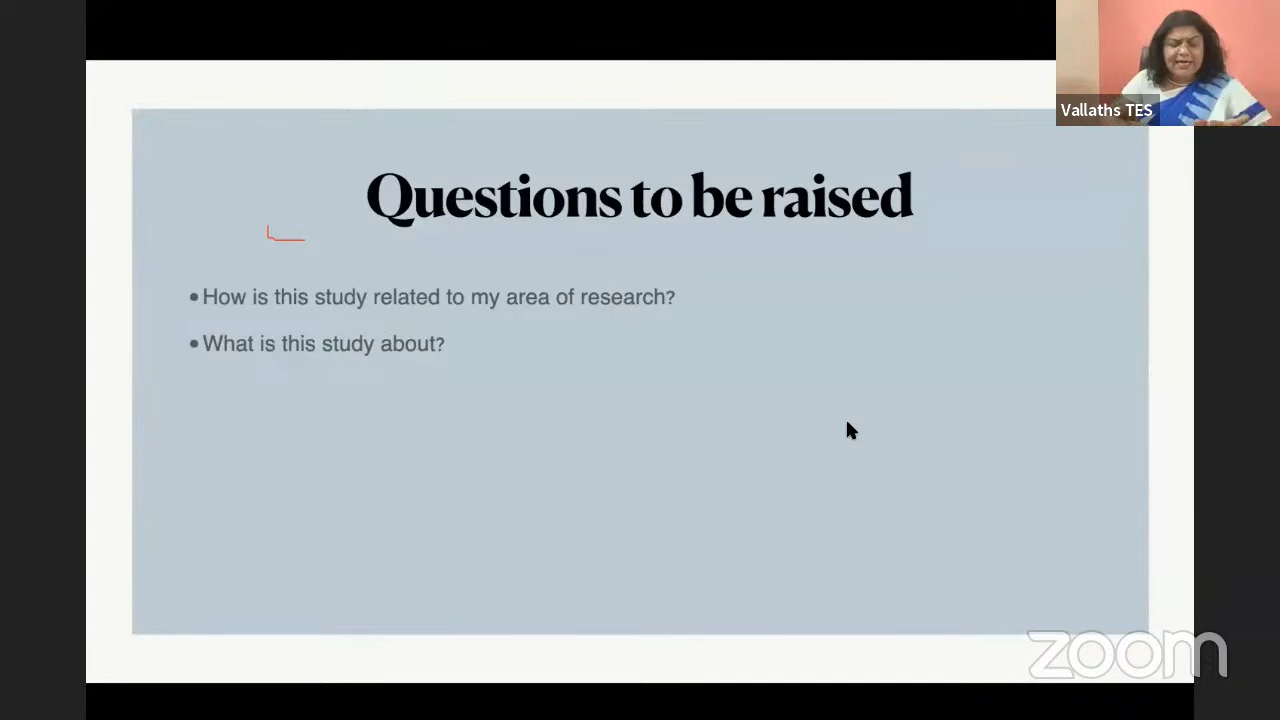 Vallaths TES
Questions to be raised
• How is this study related to my area of research?
• What is this study about?
zoom